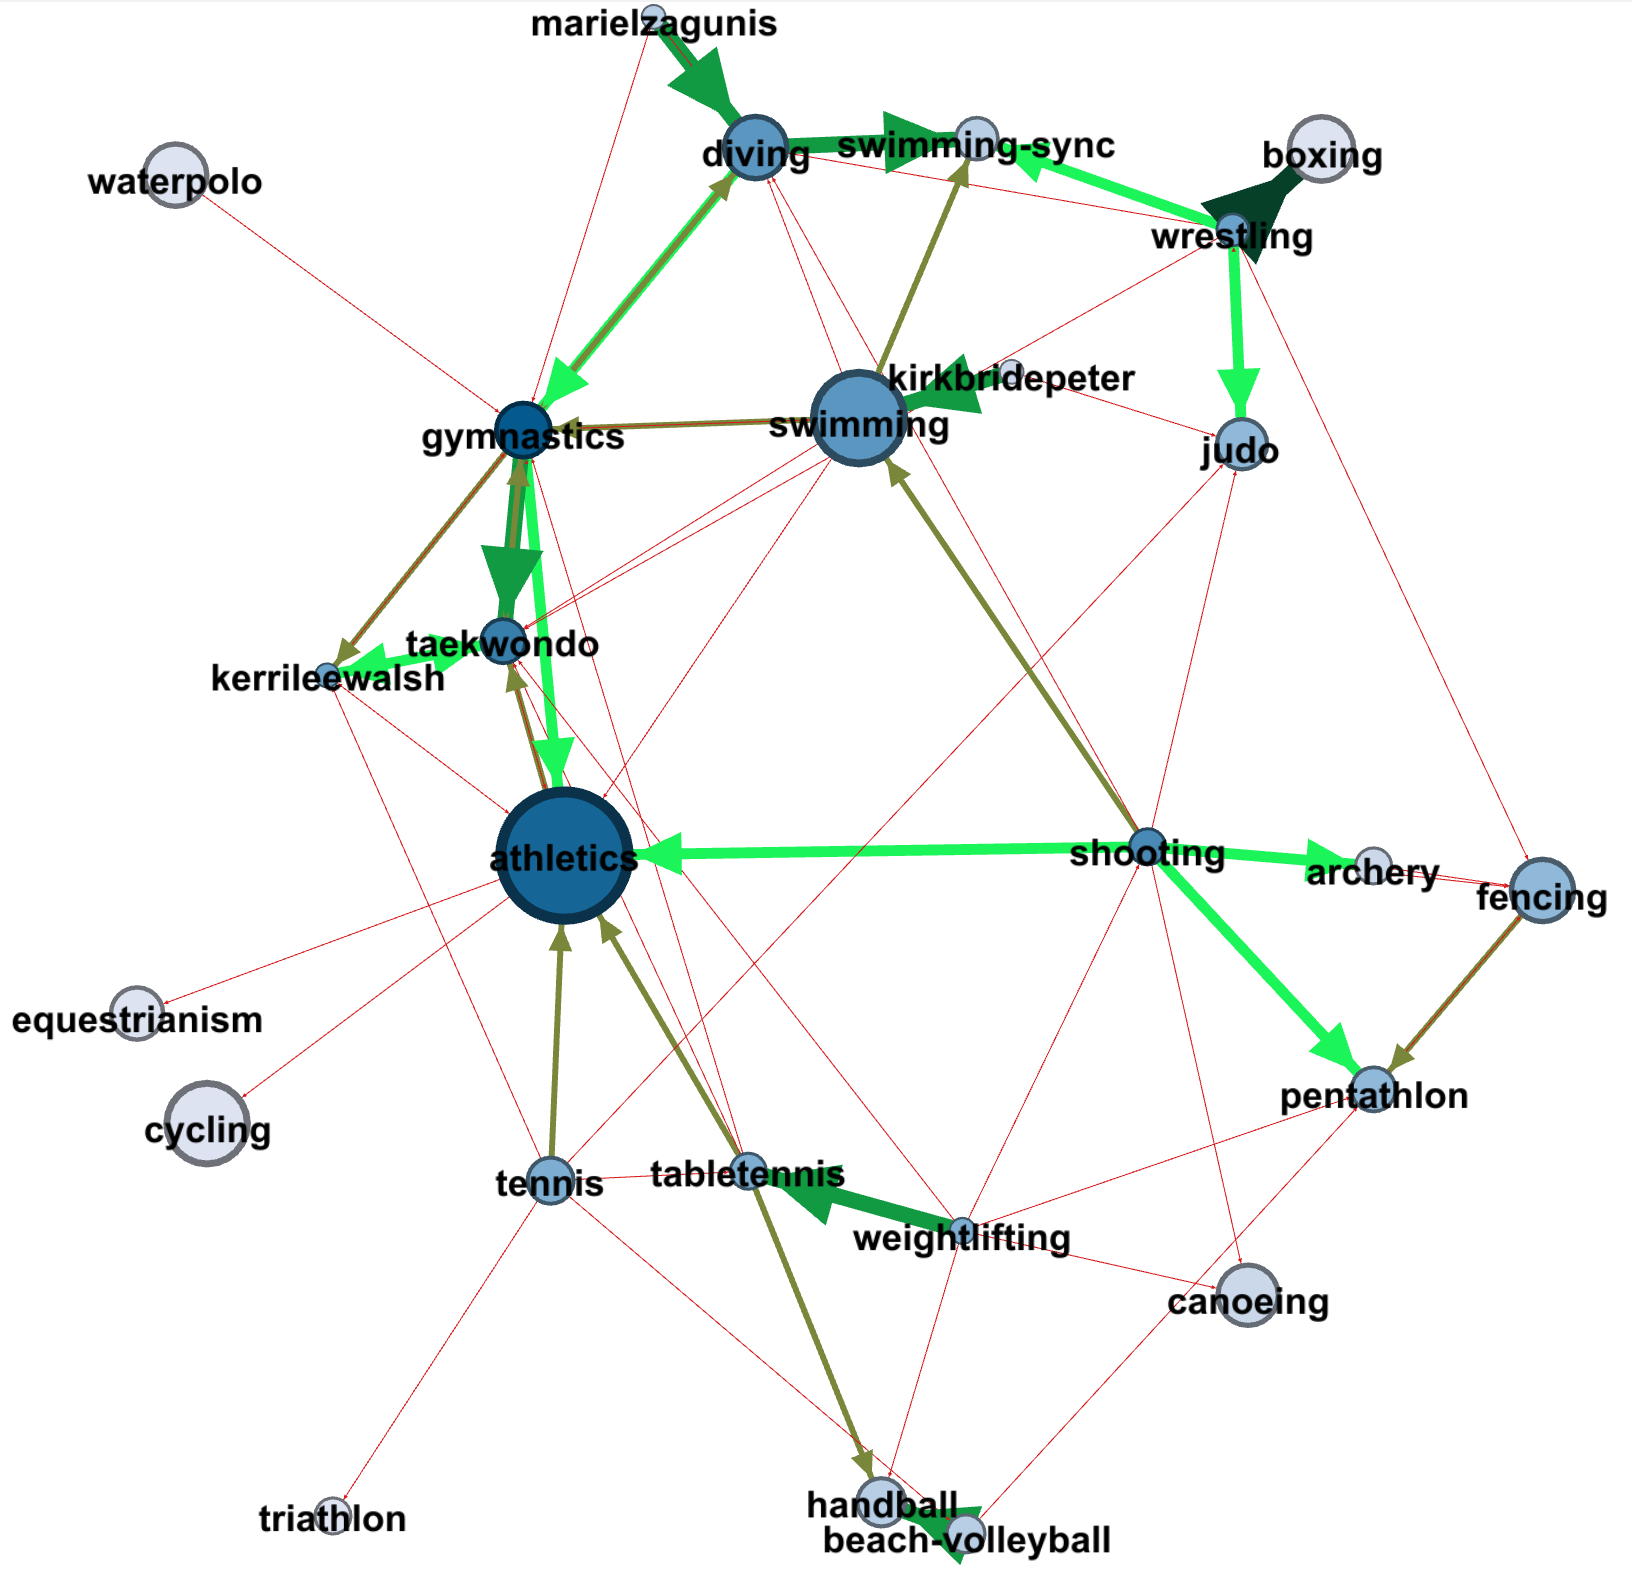 marielzagunis
diving
swimming-sync
boxing
waterpolo
wrestling
kirkbridepeter
swimming
gymnastics
judo
taekwondo
kerrileewalsh
athletics
shooting
archery
fencing
equestrianism
pentathlon
cycling
tennis
tabletennis
weightlifting
canoeing
handball
triathlon
beach-volleyball